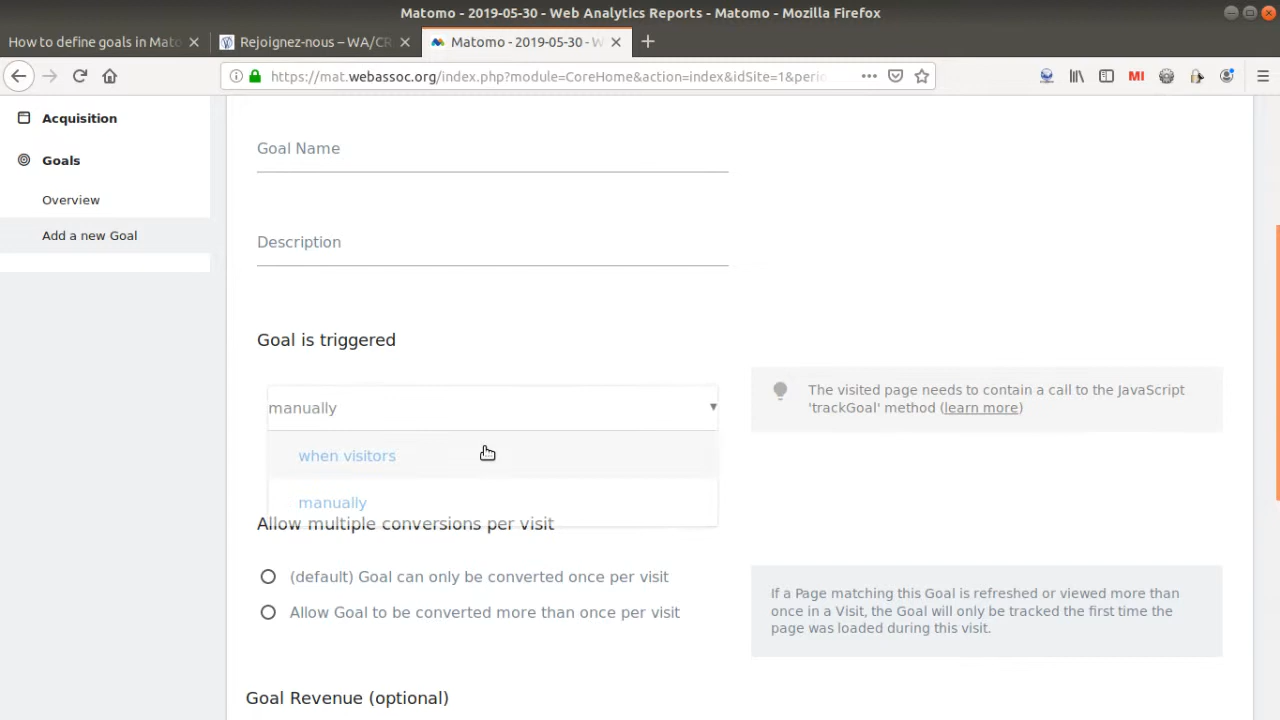 Matomo - 2019-05-30 - Web Analytics Reports - Matomo - Mozilla Firefox
How to define goals in Mato
Rejoignez-nous – WA/CR
Matomo - 2019-05-30 - W
https://mat.webassoc.org/index.php?module=CoreHome&action=index&idSite=1&perio
MI
Acquisition
Goals
Overview
Add a new Goal
Goal Name
Description
Goal is triggered
manually
when visitors
manually
The visited page needs to contain a call to the JavaScript
'trackGoal' method (learn more)
Allow multiple conversions per visit
(default) Goal can only be converted once per visit
Allow Goal to be converted more than once per visit
If a Page matching this Goal is refreshed or viewed more than
once in a Visit, the Goal will only be tracked the first time the
page was loaded during this visit.
Goal Revenue (optional)